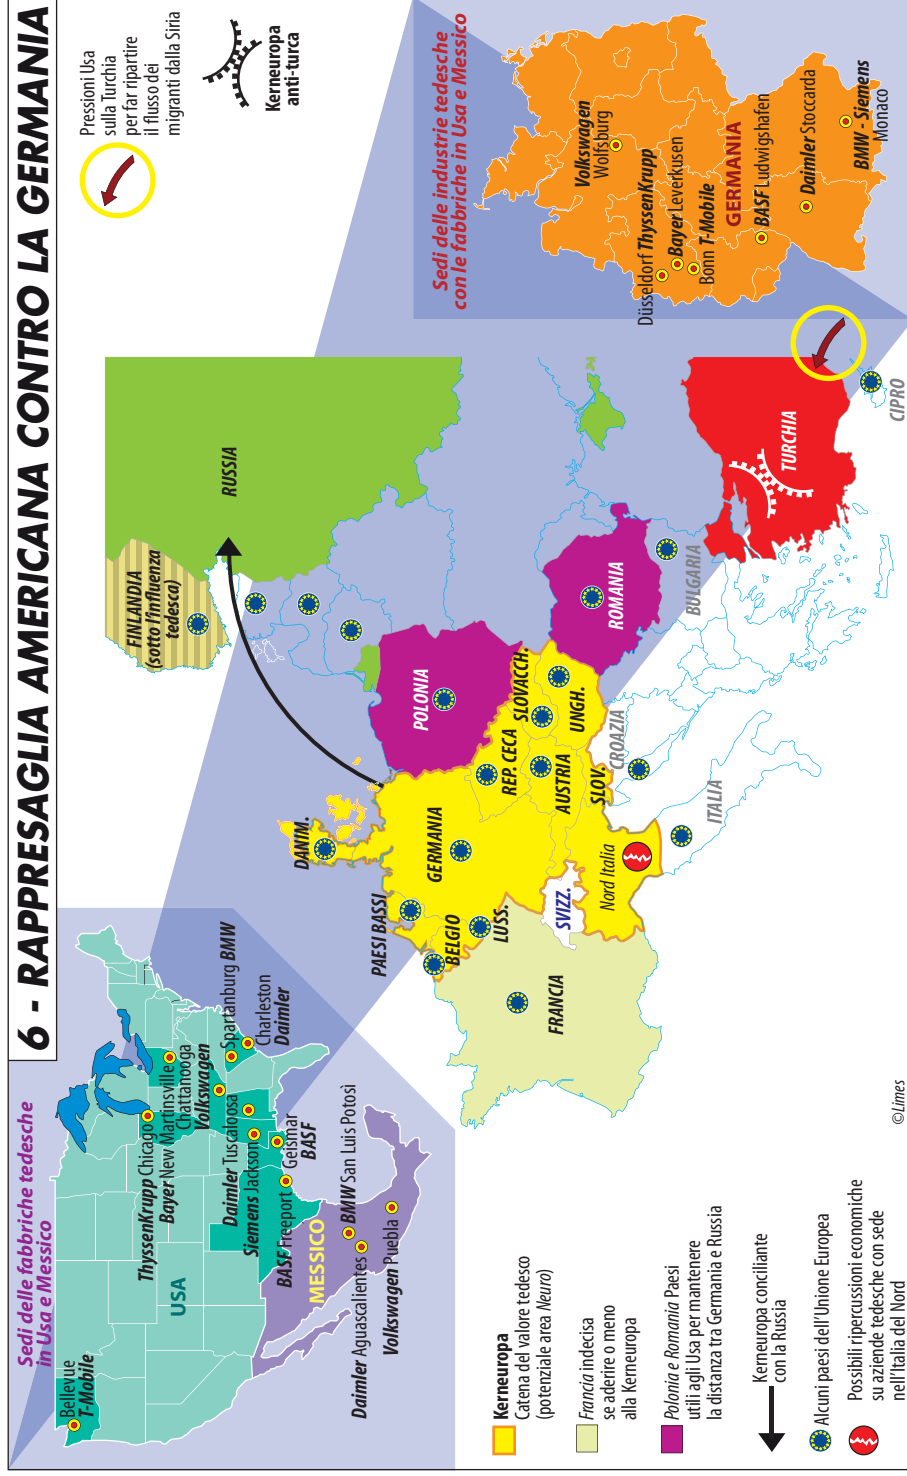 6 - RAPPRESAGLIA AMERICANA CONTRO LA GERMANIA
Sedi delle fabbriche tedesche
in Usa e Messico
Bellevue
T-Mobile
USA
ThyssenKrupp Chicago
Bayer New Martinsville
Chattanooga
Volkswagen
Spartanburg BMW
Charleston
Daimler
Daimler Tuscaloosa
Siemens Jackson
Geismar
BASF
BASF Freeport
MESSICO
BMW San Luis Potosì
Daimler Aguascalientes
Volkswagen Puebla
Pressioni Usa
sulla Turchia
per far ripartire
il flusso dei
migranti dalla Siria
Kerneuropa
anti-turca
Sedi delle industrie tedesche
con le fabbriche in Usa e Messico
Volkswagen
Wolfsburg
Düsseldorf ThyssenKrupp
Bayer Leverkusen
Bonn T-Mobile
GERMANIA
BASF Ludwigshafen
Daimler Stoccarda
BMW - Siemens
Monaco
RUSSIA
FINLANDIA
(sotto l'influenza
tedesca)
POLONIA
DANIM.
PAESI BASSI
GERMANIA
BELGIO
LUSS.
REP. CECA
SLOVACCH.
AUSTRIA
UNGH.
SLOV.
CROAZIA
SVIZZ.
Nord Italia
ITALIA
FRANCIA
ROMANIA
BULGARIA
TURCHIA
CIPRO
Kerneuropa
Catena del valore tedesco
(potenziale area Neuro)
Francia indecisa
se aderire o meno
alla Kerneuropa
Polonia e Romania Paesi
utili agli Usa per mantenere
la distanza tra Germania e Russia
Kerneuropa conciliante
con la Russia
Alcuni paesi dell'Unione Europea
Possibili ripercussioni economiche
su aziende tedesche con sede
nell'Italia del Nord
©Limes